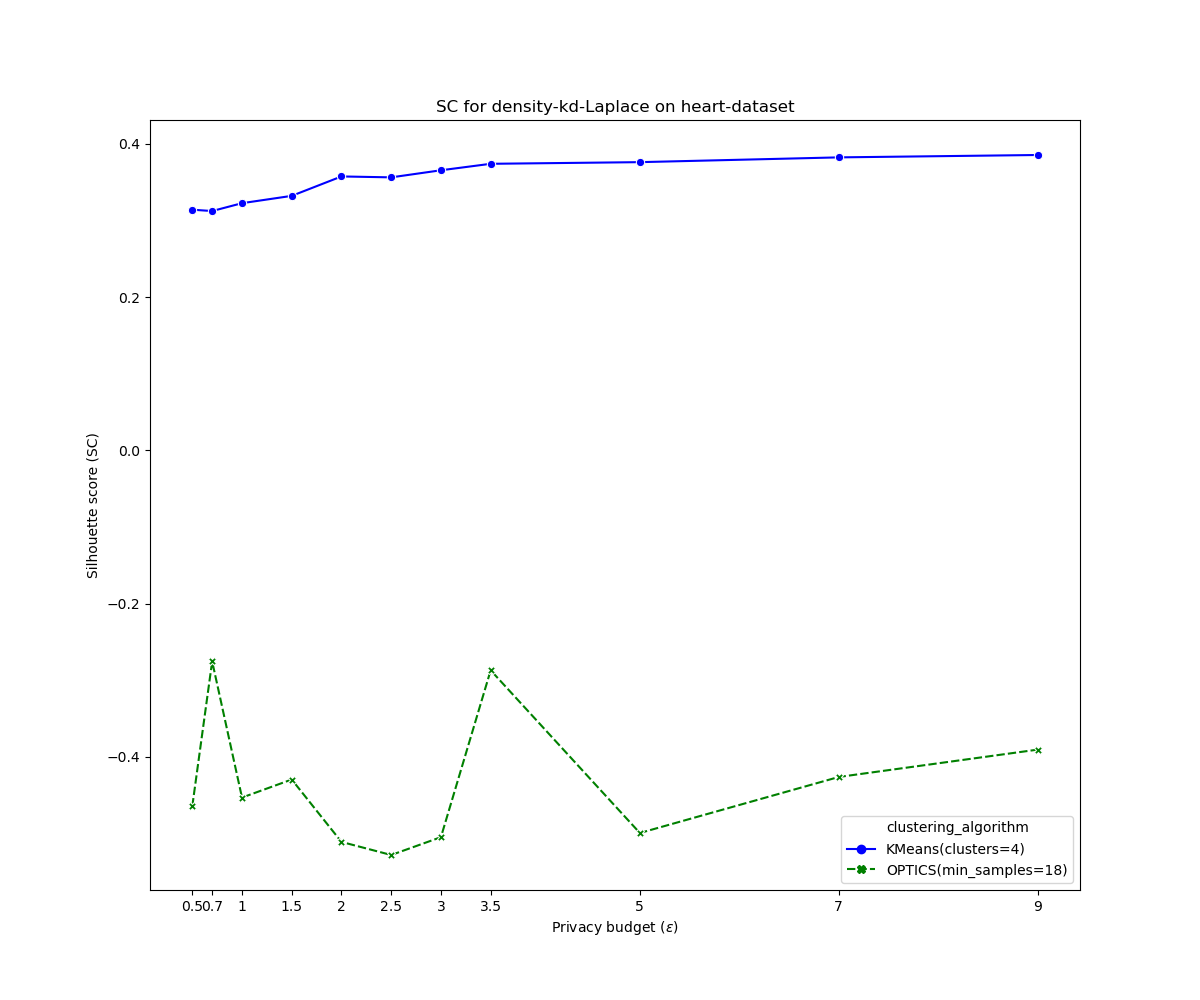 SC for density-kd-Laplace on heart-dataset
0.4
0.2
0.0
−0.2
−0.4
Silhouette score (SC)
0.5 0.7 1 1.5 2 2.5 3 3.5 5 7 9
Privacy budget (ε)
clustering_algorithm
KMeans(clusters=4)
OPTICS(min_samples=18)